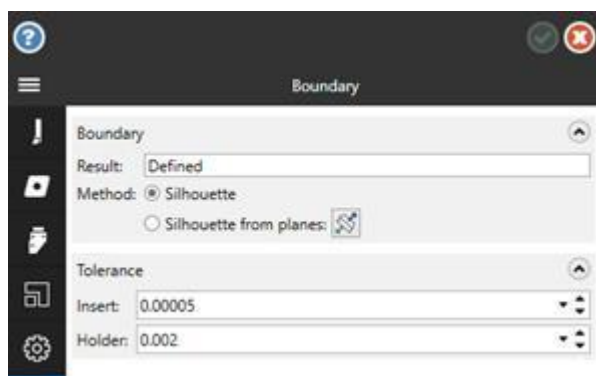 Boundary
Boundary
Result: Defined
Method: Silhouette
Silhouette from planes:
Tolerance
Insert: 0.00005
Holder: 0.002